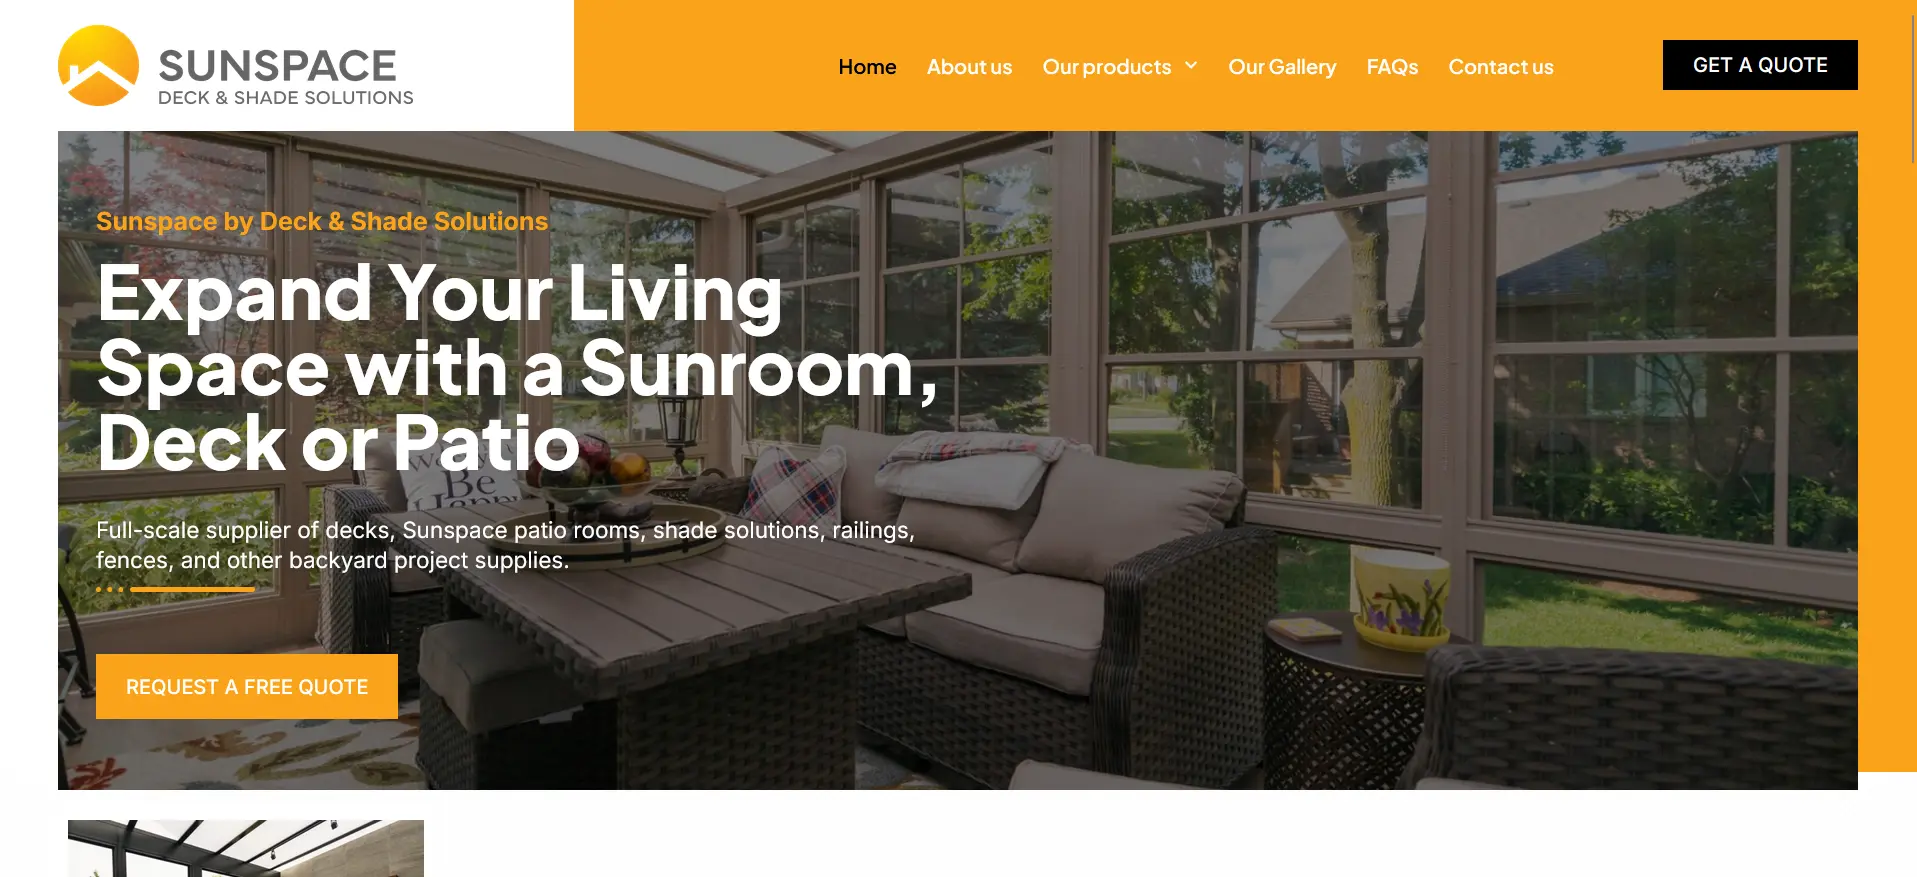 SUNSPACE
DECK & SHADE SOLUTIONS
Home
About us
Our products
Our Gallery
FAQs
Contact us
GET A QUOTE
Sunspace by Deck & Shade Solutions
Expand Your Living
Space with a Sunroom,
Deck or Patio
Be
Full-scale supplier of decks, Sunspace patio rooms, shade solutions, railings,
fences, and other backyard project supplies.
REQUEST A FREE QUOTE